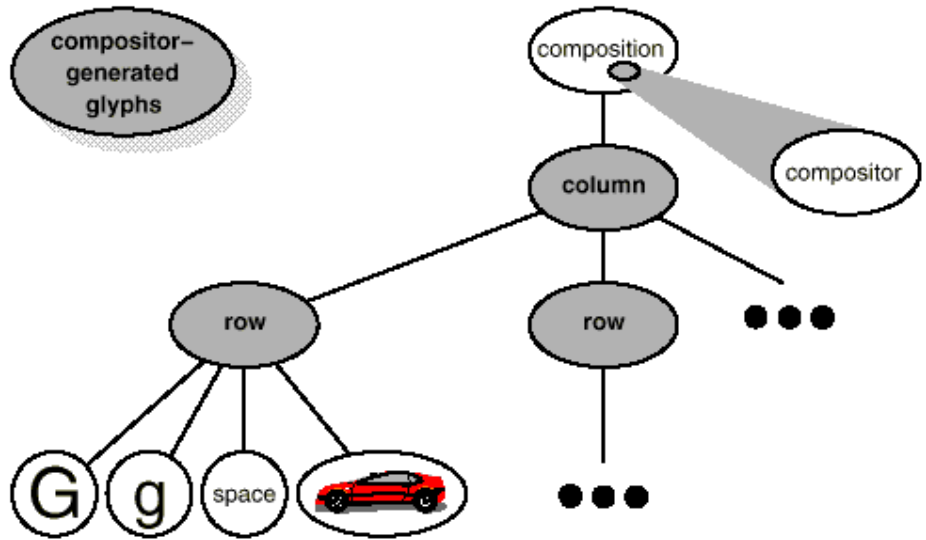 compositor–
generated
glyphs
composition
compositor
column
row
row
G
g
space